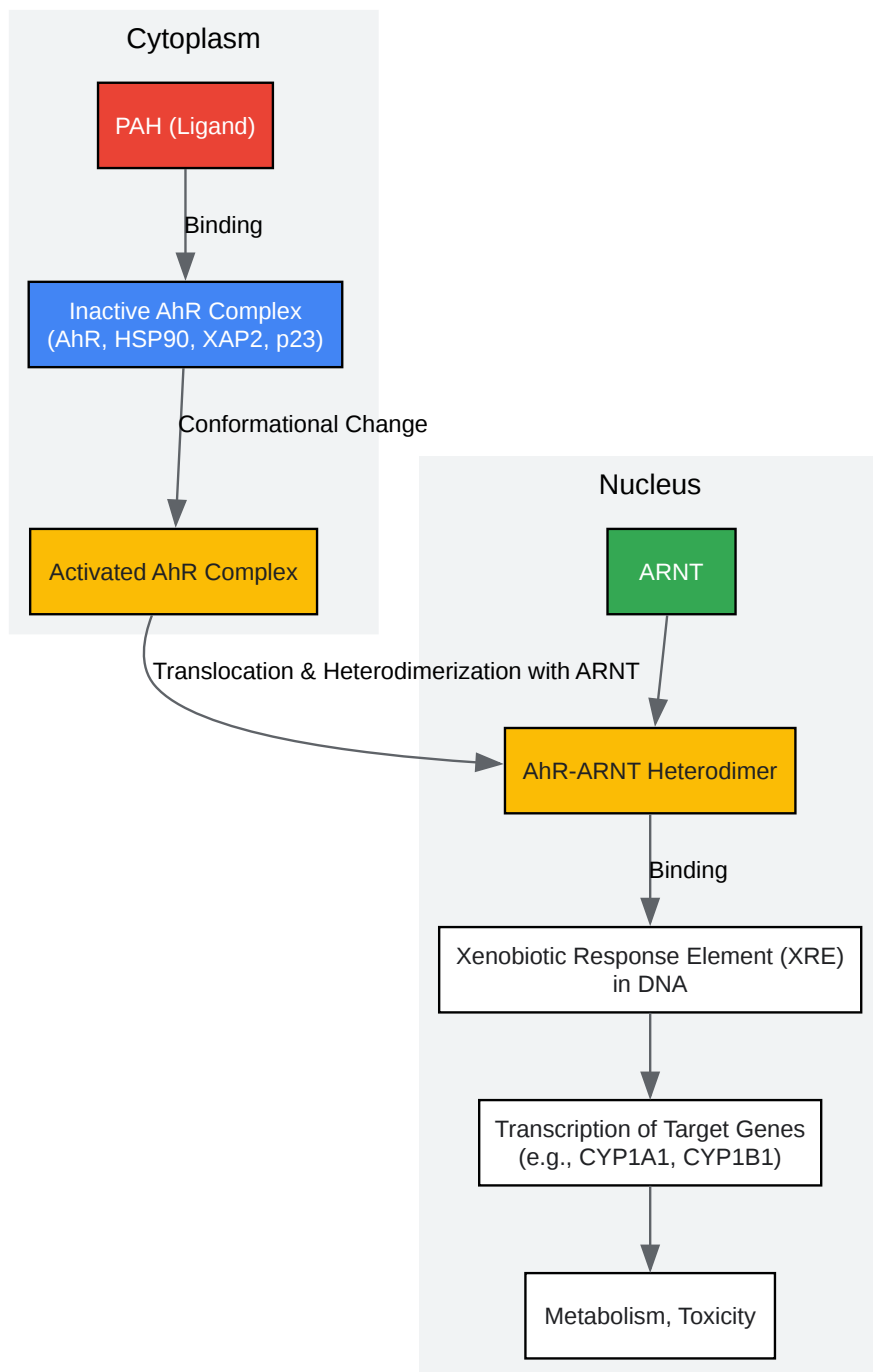 Cytoplasm
PAH (Ligand)
Binding
Inactive AhR Complex
(AhR, HSP90, XAP2, p23)
Conformational Change
Activated AhR Complex
Nucleus
ARNT
Translocation & Heterodimerization with ARNT
AhR-ARNT Heterodimer
Binding
Xenobiotic Response Element (XRE)
in DNA
Transcription of Target Genes
(e.g., CYP1A1, CYP1B1)
Metabolism, Toxicity